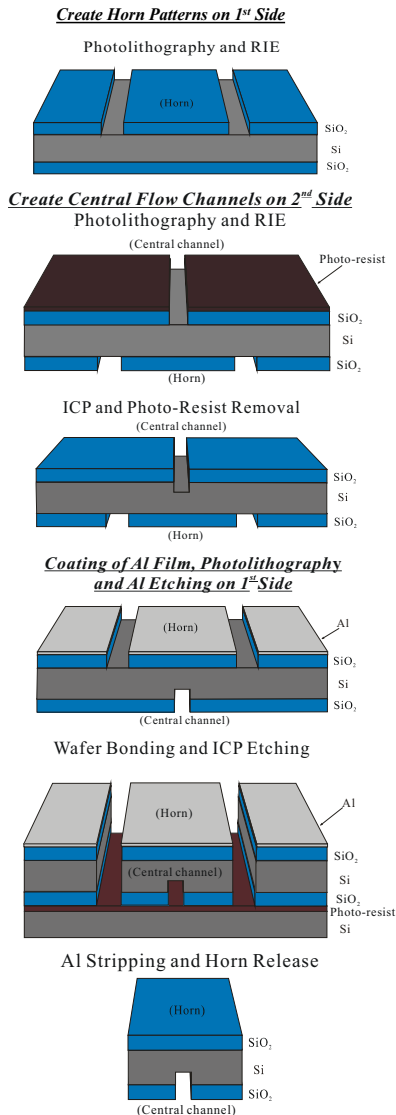 Create Horn Patterns on 1st Side
Photolithography and RIE
(Horn)
SiO2
Si
SiO2
Create Central Flow Channels on 2nd Side
Photolithography and RIE
(Central channel)
Photo-resist
SiO2
Si
SiO2
(Horn)
ICP and Photo-Resist Removal
(Central channel)
SiO2
Si
SiO2
(Horn)
Coating of Al Film, Photolithography
and Al Etching on 1st Side
(Horn)
Al
SiO2
Si
SiO2
(Central channel)
Wafer Bonding and ICP Etching
(Horn)
Al
SiO2
(Central channel)
Si
SiO2
Photo-resist
Si
Al Stripping and Horn Release
(Horn)
SiO2
Si
SiO2
(Central channel)